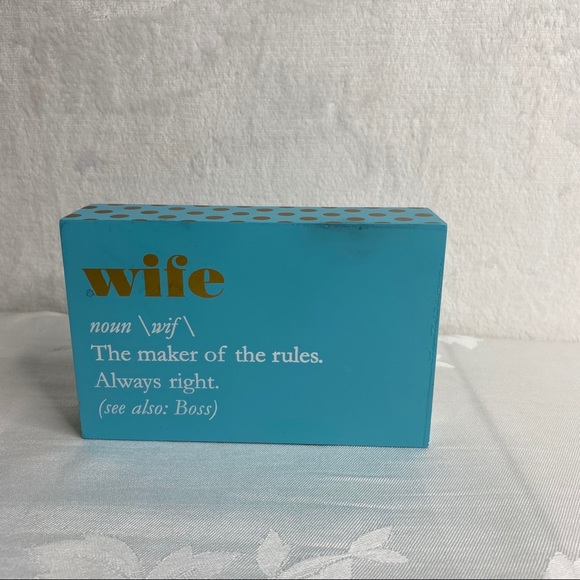 wife
noun \wif \
The maker of the rules.
Always right.
(see also: Boss)